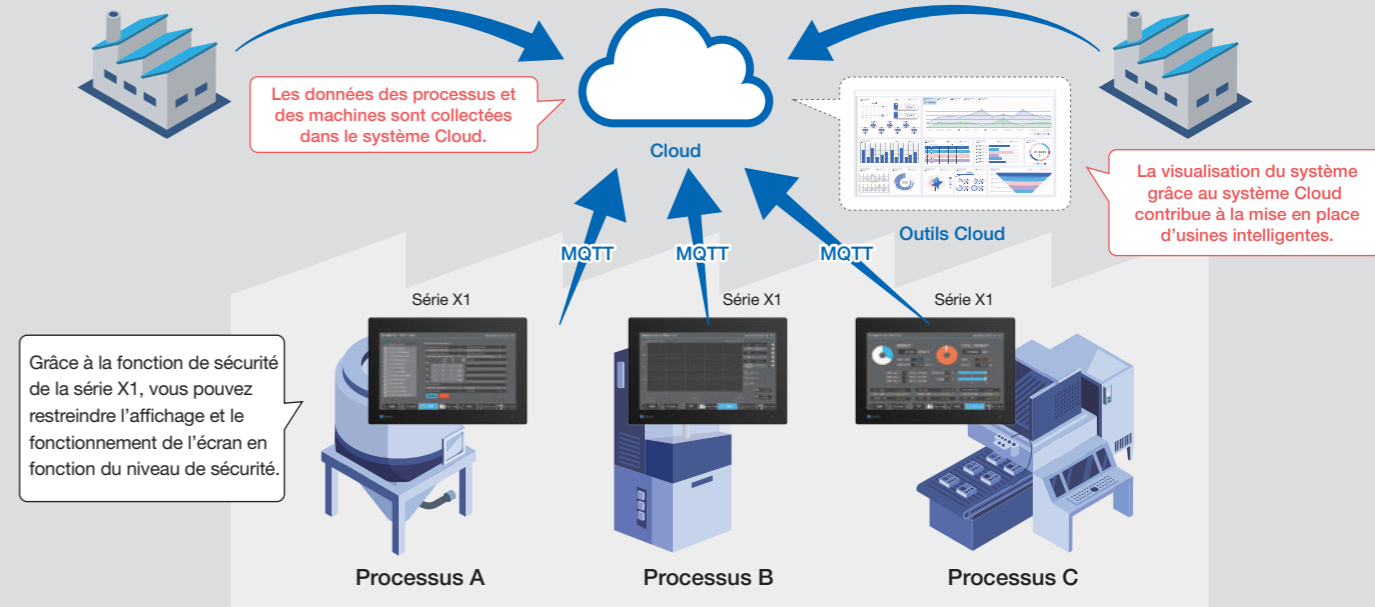 Les données des processus et
des machines sont collectées
dans le système Cloud.
Cloud
La visualisation du système
grâce au système Cloud
contribue à la mise en place
d’usines intelligentes.
Outils Cloud
MQTT
MQTT
MQTT
Série X1
Série X1
Série X1
Grâce à la fonction de sécurité
de la série X1, vous pouvez
restreindre l’affichage et le
fonctionnement de l’écran en
fonction du niveau de sécurité.
Processus A
Processus B
Processus C